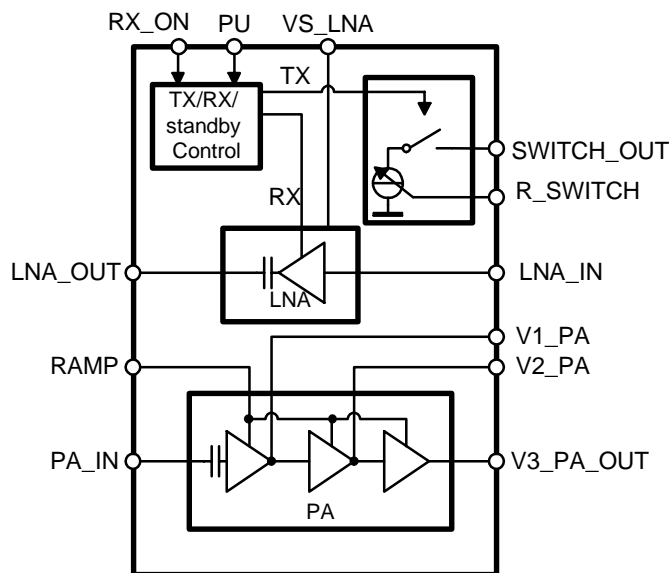 RX_ON PU VS_LNA
TX
TX/RX/
standby
Control
SWITCH_OUT
R_SWITCH
RX
LNA_OUT
LNA
LNA_IN
V1_PA
RAMP
V2_PA
PA_IN
V3_PA_OUT
PA